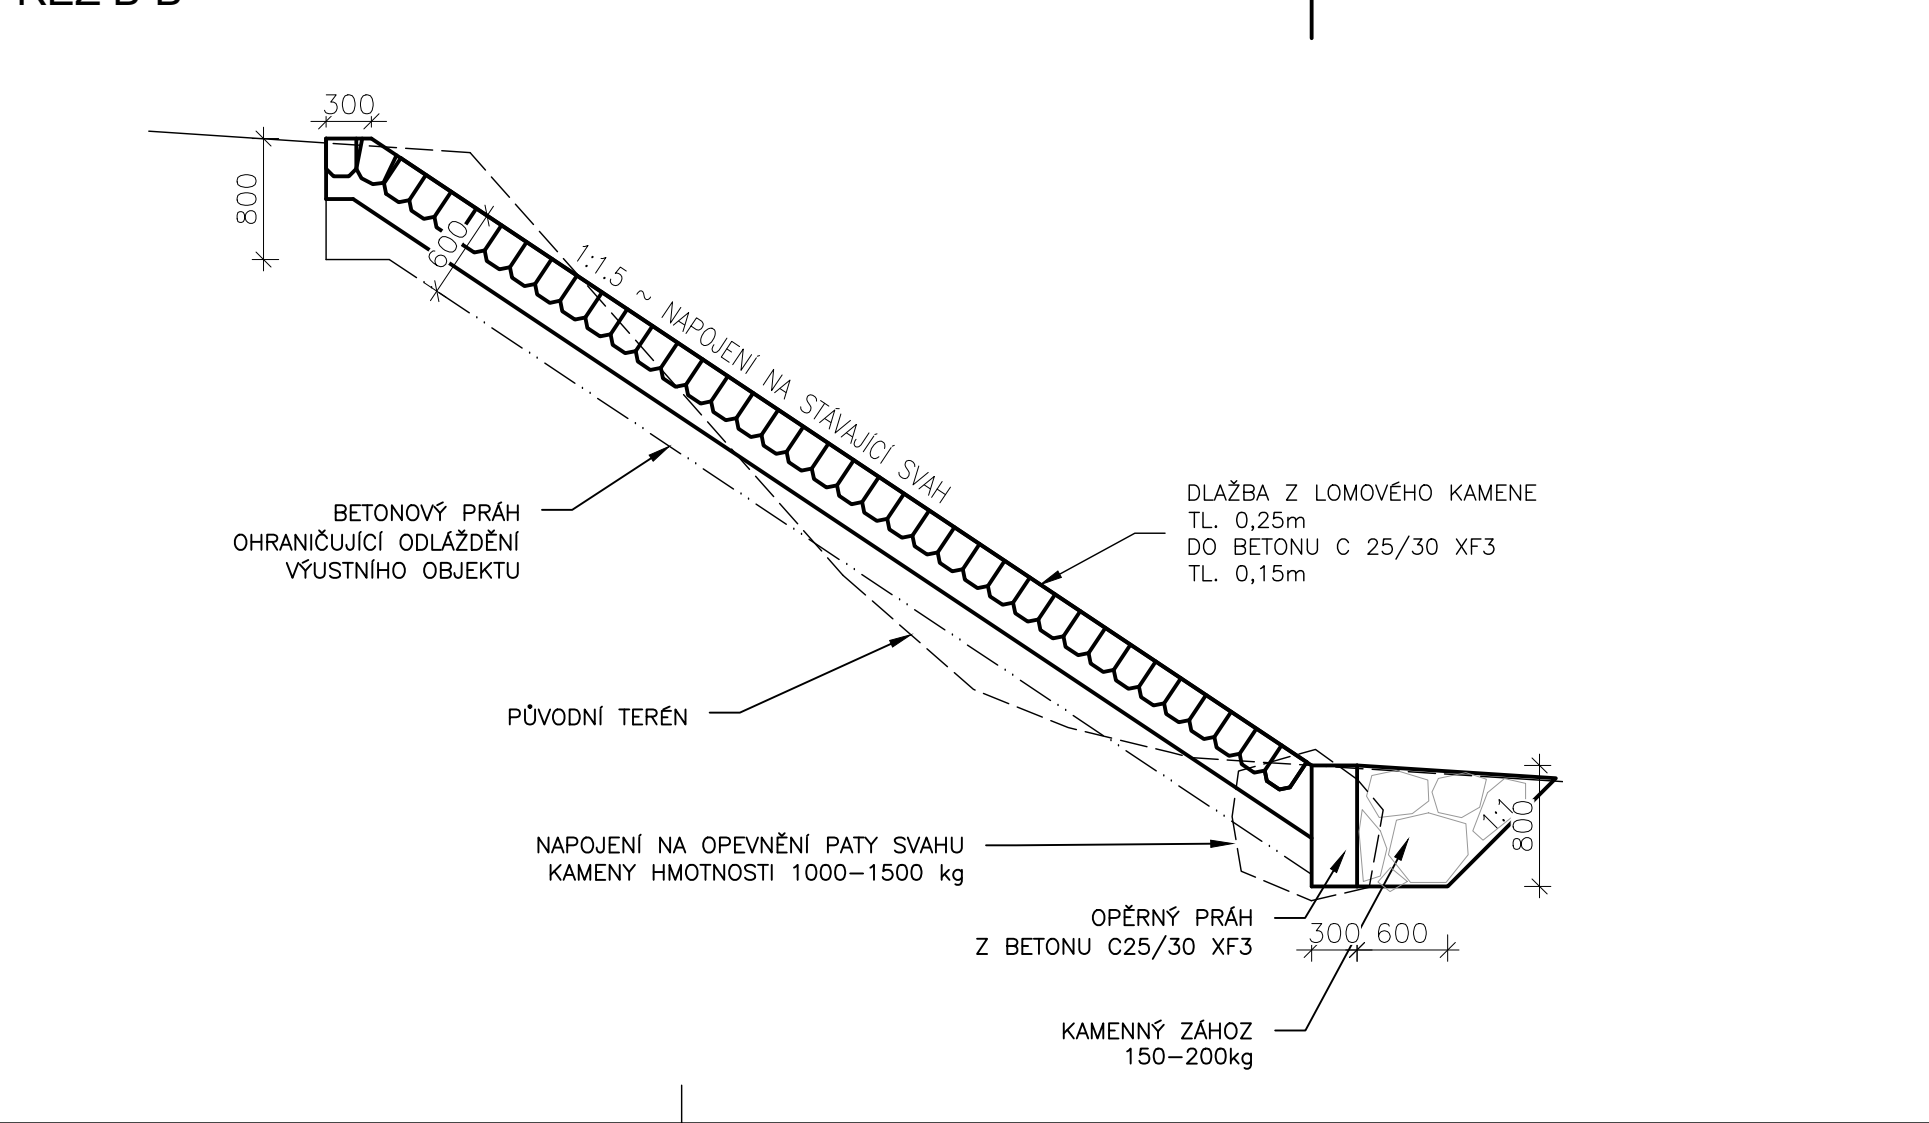 300
800
600
1:1.5 ~ NAPOJENÍ NA STÁVAJÍCÍ SVAH
BETONOVÝ PRÁH
OHRANIČUJÍCÍ ODLÁŽDĚNÍ
VÝUSTNÍHO OBJEKTU
DLAŽBA Z LOMOVÉHO KAMENE
TL. 0,25m
DO BETONU C 25/30 XF3
TL. 0,15m
PŮVODNÍ TERÉN
NAPOJENÍ NA OPEVNĚNÍ PATY SVAHU
KAMENY HMOTNOSTI 1000-1500 kg
1:1
800
OPĚRNÝ PRÁH
Z BETONU C25/30 XF3
300 600
KAMENNÝ ZÁHOZ
150-200kg